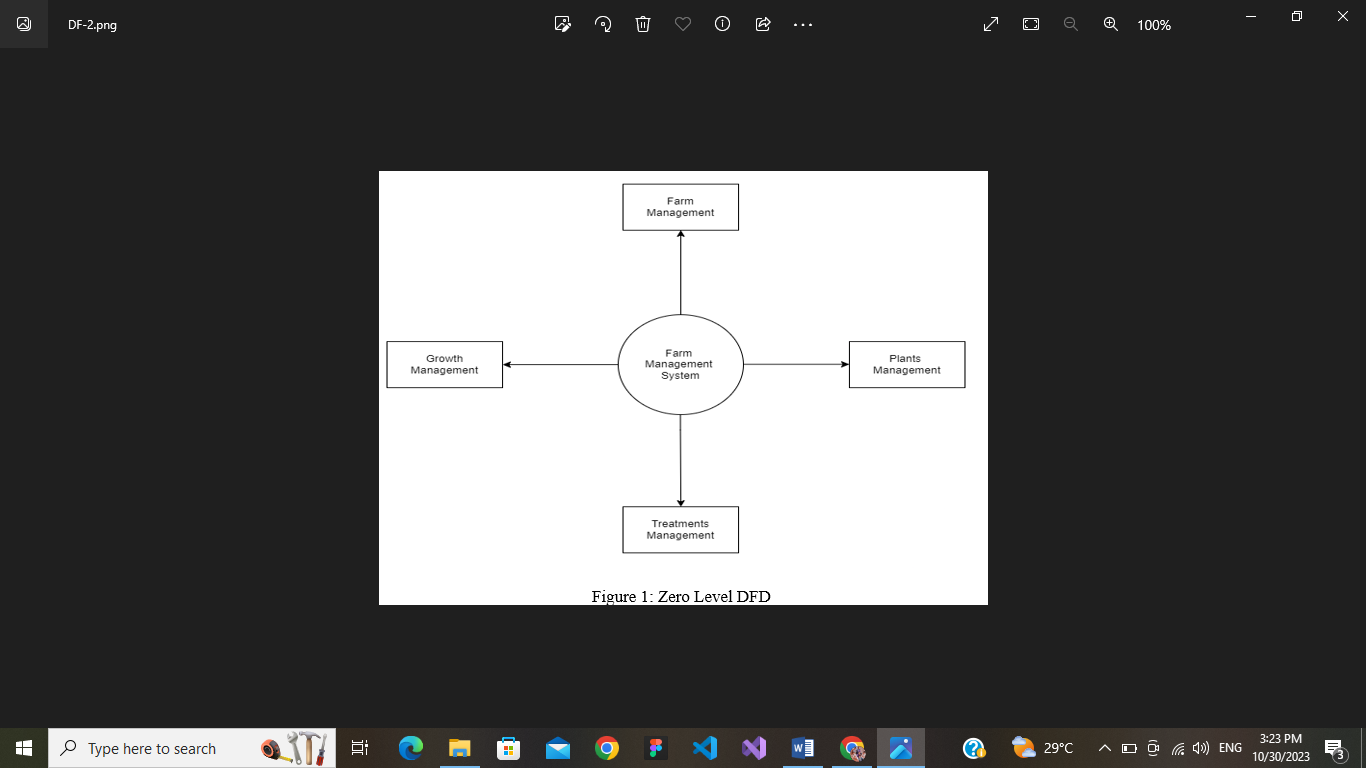 DF-2.png
100%
Farm
Management
Growth
Management
Farm
Management
System
Plants
Management
Treatments
Management
Figure 1: Zero Level DFD
Type here to search
29°C
ENG
3:23 PM
10/30/2023
3